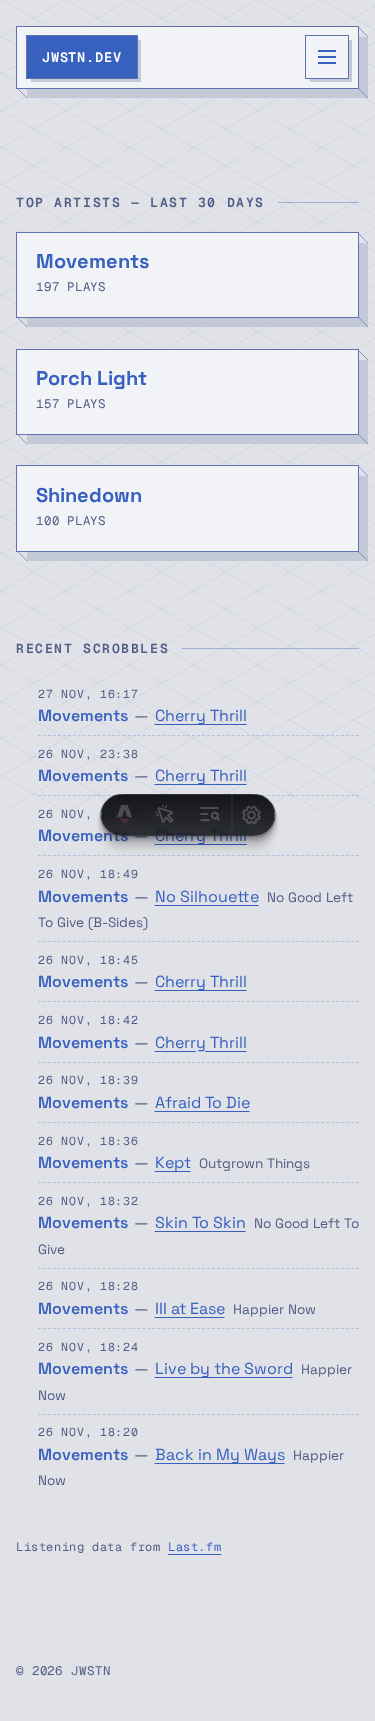 JWSTN.DEV
TOP ARTISTS — LAST 30 DAYS
Movements
197 PLAYS
Porch Light
157 PLAYS
Shinedown
100 PLAYS
RECENT SCROBBLES
27 NOV, 16:17
Movements — Cherry Thrill
26 NOV, 23:38
Movements — Cherry Thrill
26 NOV,
Movements — Cherry Thrill
26 NOV, 18:49
Movements — No Silhouette No Good Left
To Give (B-Sides)
26 NOV, 18:45
Movements — Cherry Thrill
26 NOV, 18:42
Movements — Cherry Thrill
26 NOV, 18:39
Movements — Afraid To Die
26 NOV, 18:36
Movements — Kept Outgrown Things
26 NOV, 18:32
Movements — Skin To Skin No Good Left To
Give
26 NOV, 18:28
Movements — Ill at Ease Happier Now
26 NOV, 18:24
Movements — Live by the Sword Happier
Now
26 NOV, 18:20
Movements — Back in My Ways Happier
Now
Listening data from Last.fm
© 2026 JWSTN